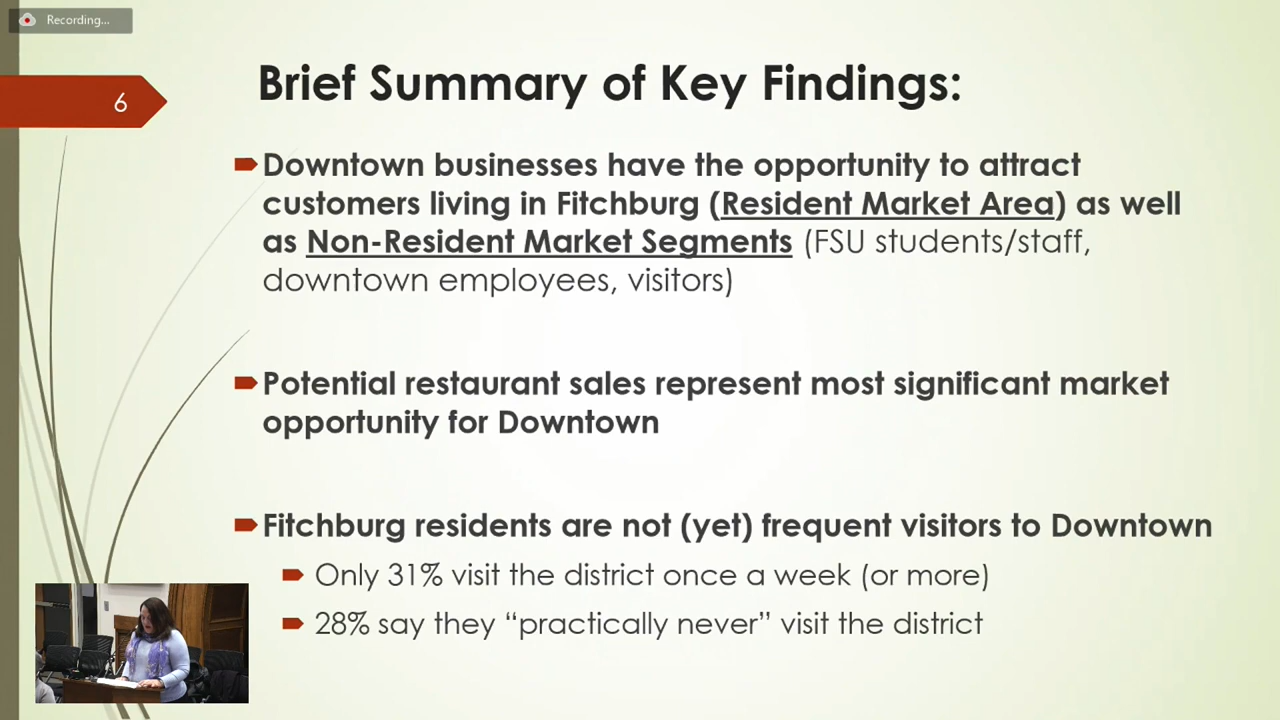 Recording...
6
Brief Summary of Key Findings:
Downtown businesses have the opportunity to attract
customers living in Fitchburg (Resident Market Area) as well
as Non-Resident Market Segments (FSU students/staff,
downtown employees, visitors)
Potential restaurant sales represent most significant market
opportunity for Downtown
Fitchburg residents are not (yet) frequent visitors to Downtown
Only 31% visit the district once a week (or more)
28% say they “practically never” visit the district